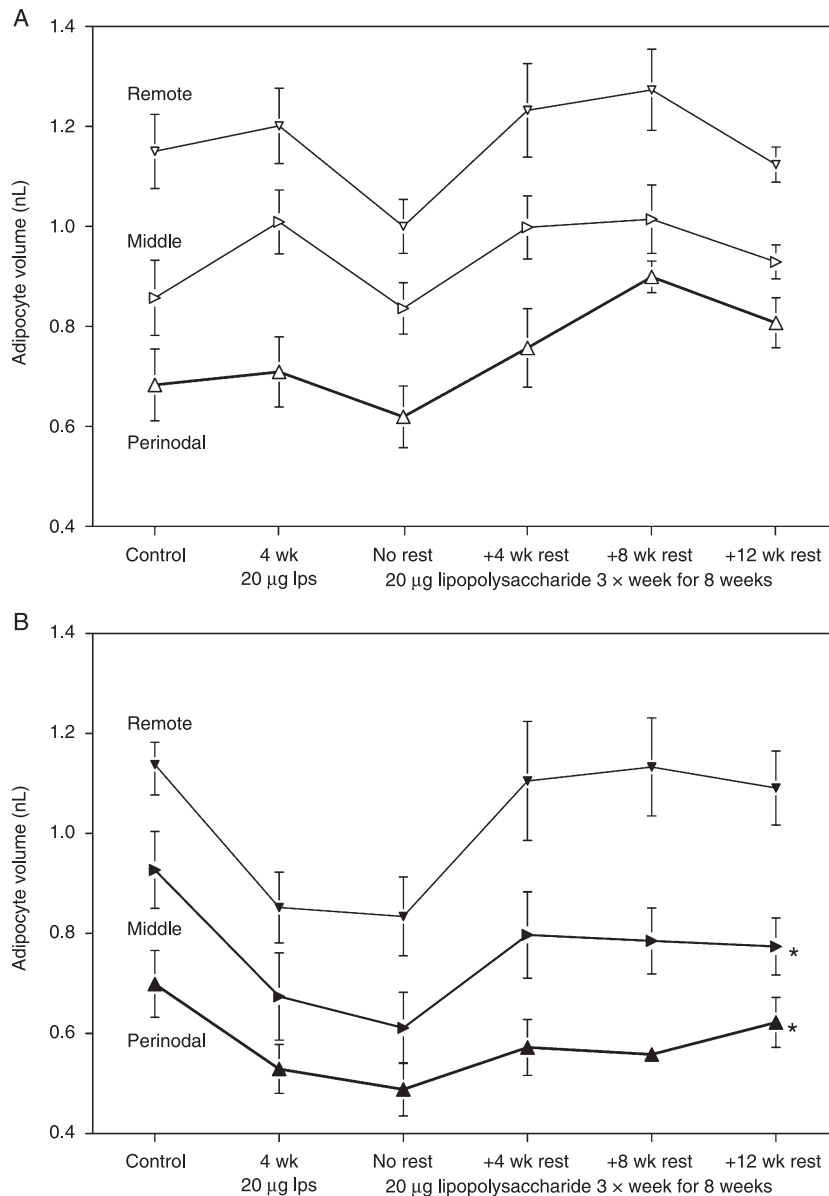 A
1.4
Remote
1.2
Adipocyte volume (nL)
1.0
Middle
0.8
0.6
Perinodal
0.4
Control 4 wk No rest +4 wk rest +8 wk rest +12 wk rest
20 μg lps 20 μg lipopolysaccharide 3 × week for 8 weeks
B
1.4
Remote
1.2
Adipocyte volume (nL)
1.0
Middle
0.8
*
Perinodal
0.6
*
0.4
Control 4 wk No rest +4 wk rest +8 wk rest +12 wk rest
20 μg lps 20 μg lipopolysaccharide 3 × week for 8 weeks